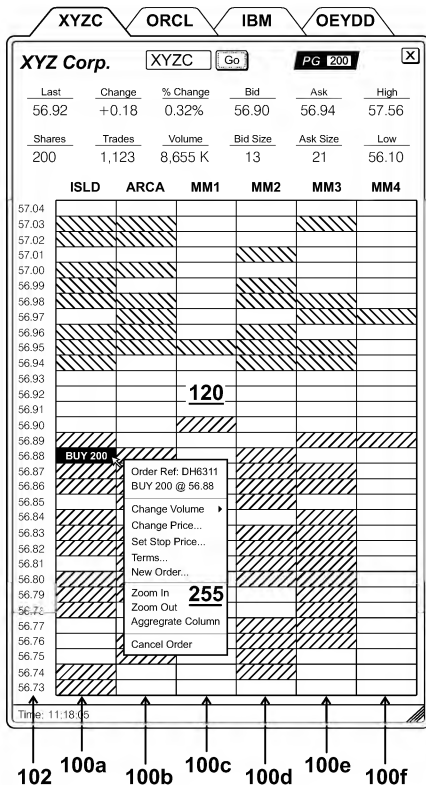 XYZC ORCL IBM OEYDD
XYZ Corp. XYZC Go PG 200 X
Last Change % Change Bid Ask High
56.92 +0.18 0.32% 56.90 56.94 57.56
Shares Trades Volume Bid Size Ask Size Low
200 1,123 8,655 K 13 21 56.10
ISLD ARCA MM1 MM2 MM3 MM4
57.04
57.03
57.02
57.01
57.00
56.99
56.98
56.97
56.96
56.95
56.94
56.93
56.92 120
56.91
56.90
56.89
56.88 BUY 200
56.87 Order Ref: DH6311
56.86 BUY 200 @ 56.88
56.85 Change Volume
56.84 Change Price...
56.83 Set Stop Price...
56.82 Terms...
56.81 New Order...
56.80 Zoom In 255
56.79 Zoom Out
56.78 Aggregrate Column
56.77
56.76 Cancel Order
56.75
56.74
56.73
Time: 11:18:05
102 100a 100b 100c 100d 100e 100f